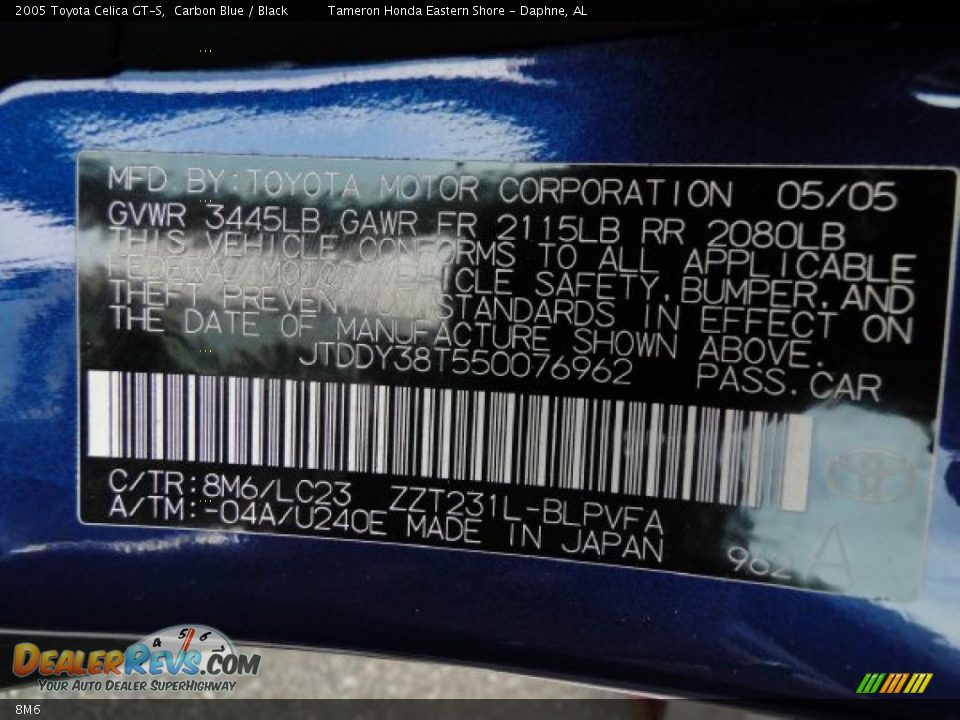 2005 Toyota Celica GT-S, Carbon Blue / Black Tameron Honda Eastern Shore - Daphne, AL
MFD BY: TOYOTA MOTOR CORPORATION 05/05
GVWR 3445LB GAWR FR 2115LB RR 2080LB
THIS VEHICLE CONFORMS TO ALL APPLICABLE
FEDERAL MOTOR VEHICLE SAFETY, BUMPER, AND
THEFT PREVENTION STANDARDS IN EFFECT ON
THE DATE OF MANUFACTURE SHOWN ABOVE.
JTDDY38T550076962 PASS. CAR
C/TR: 8M6/LC23 ZZT231L-BLPVFA
A/TM: -04A/U240E MADE IN JAPAN
962 A
4 5 6
DEALERREVS.COM
YOUR AUTO DEALER SUPERHIGHWAY
8M6